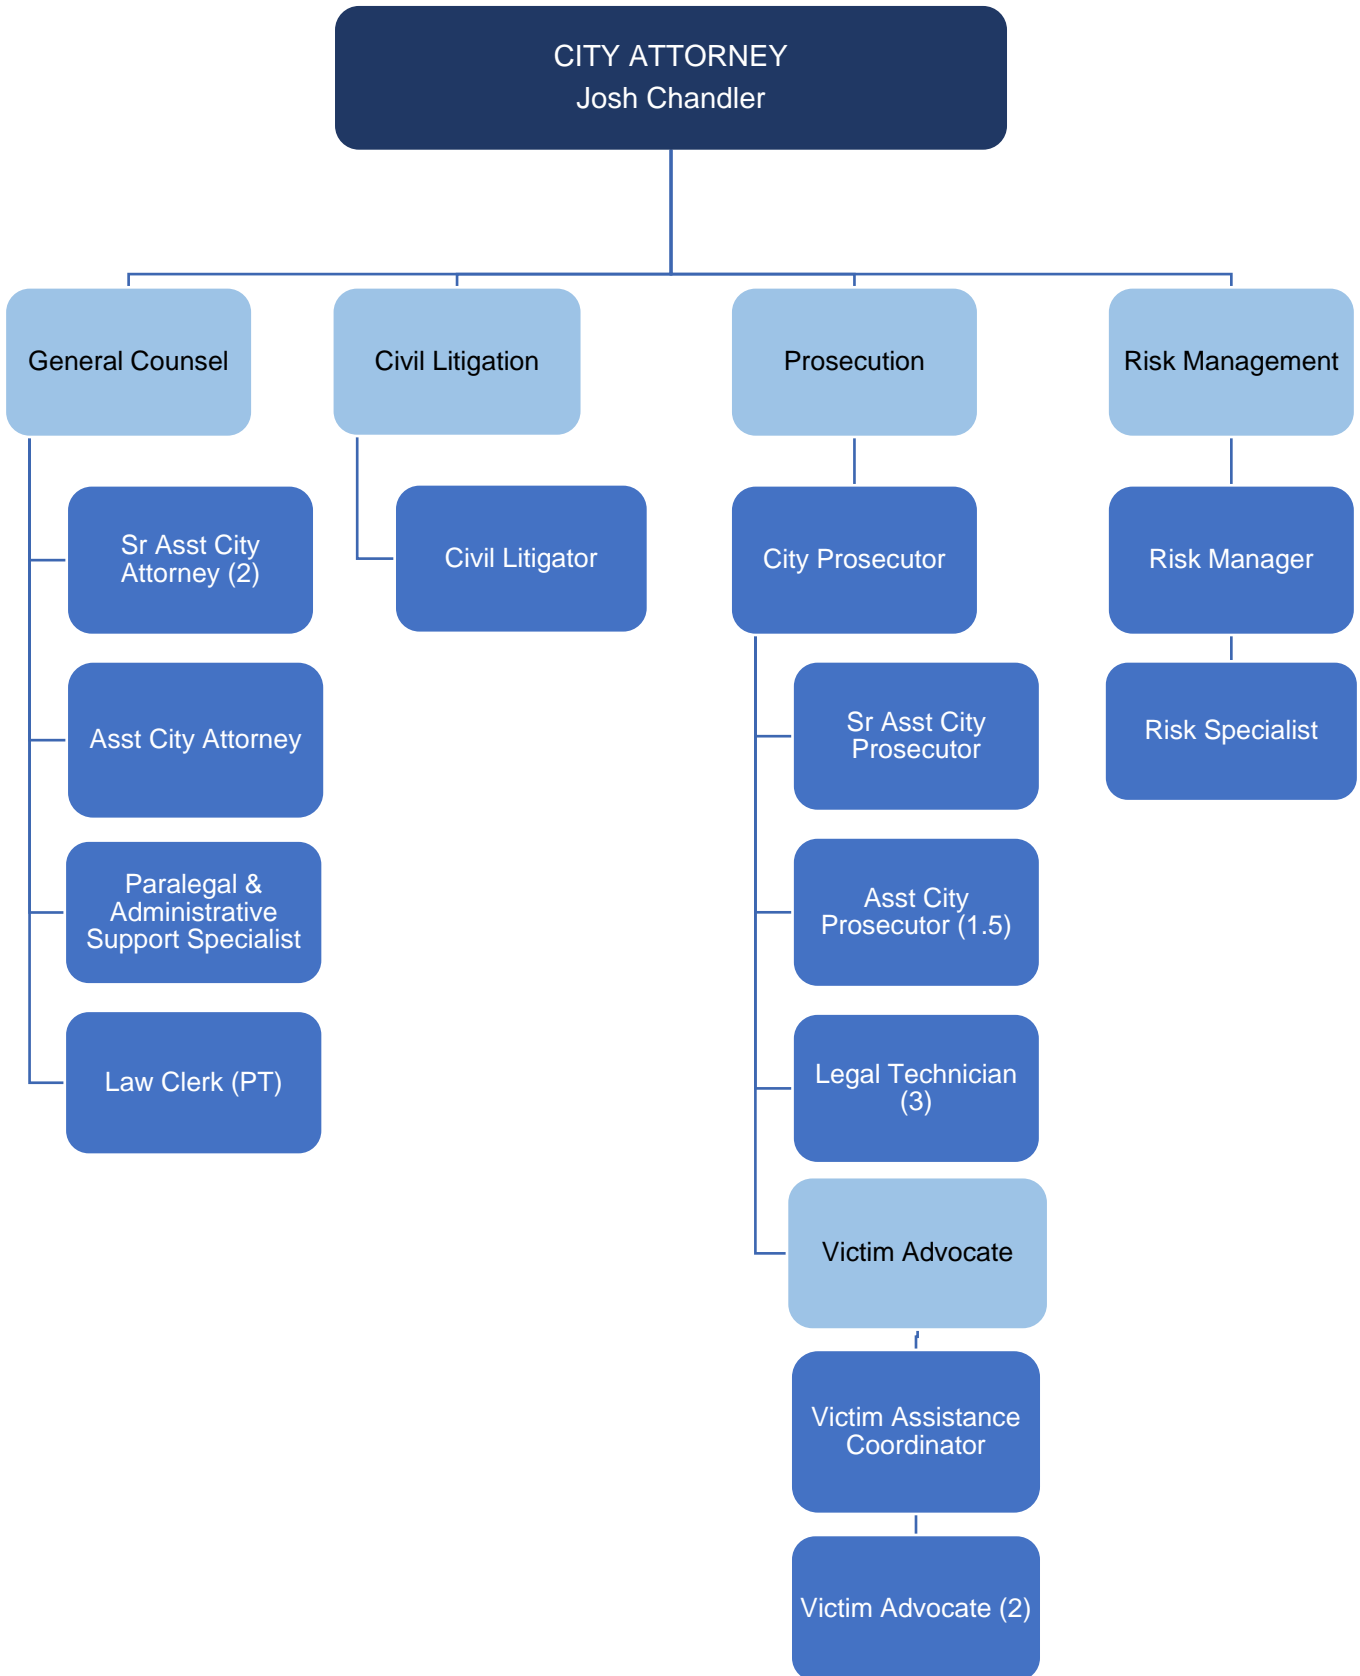 CITY ATTORNEY
Josh Chandler
General Counsel
Civil Litigation
Prosecution
Risk Management
Sr Asst City
Attorney (2)
Asst City Attorney
Paralegal &
Administrative
Support Specialist
Law Clerk (PT)
Civil Litigator
City Prosecutor
Sr Asst City
Prosecutor
Asst City
Prosecutor (1.5)
Legal Technician
(3)
Victim Advocate
Victim Assistance
Coordinator
Victim Advocate (2)
Risk Manager
Risk Specialist